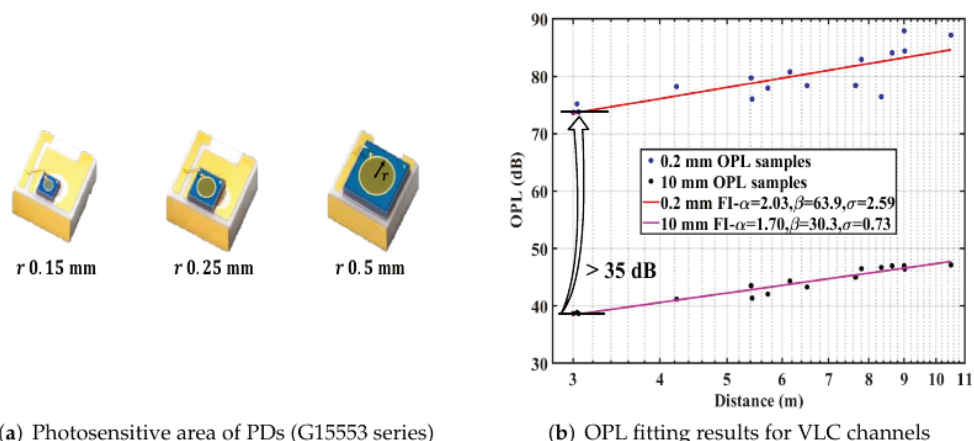 r 0.15 mm
r 0.25 mm
r 0.5 mm
r
(a) Photosensitive area of PDs (G15553 series)
90
80
70
60
50
40
30
OPL (dB)
3 4 5 6 7 8 9 10 11
Distance (m)
0.2 mm OPL samples
10 mm OPL samples
0.2 mm FI-α=2.03,β=63.9,σ=2.59
10 mm FI-α=1.70,β=30.3,σ=0.73
> 35 dB
(b) OPL fitting results for VLC channels